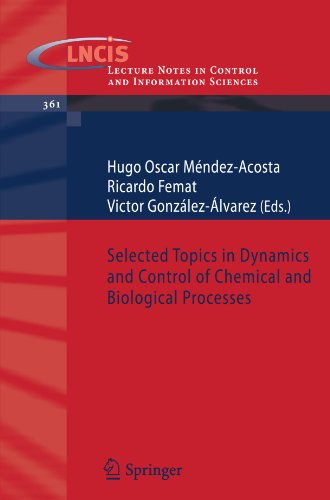 LNCIS
LECTURE NOTES IN CONTROL
AND INFORMATION SCIENCES
361
Hugo Oscar Méndez-Acosta
Ricardo Femat
Victor González-Álvarez (Eds.)
Selected Topics in Dynamics
and Control of Chemical and
Biological Processes
Springer